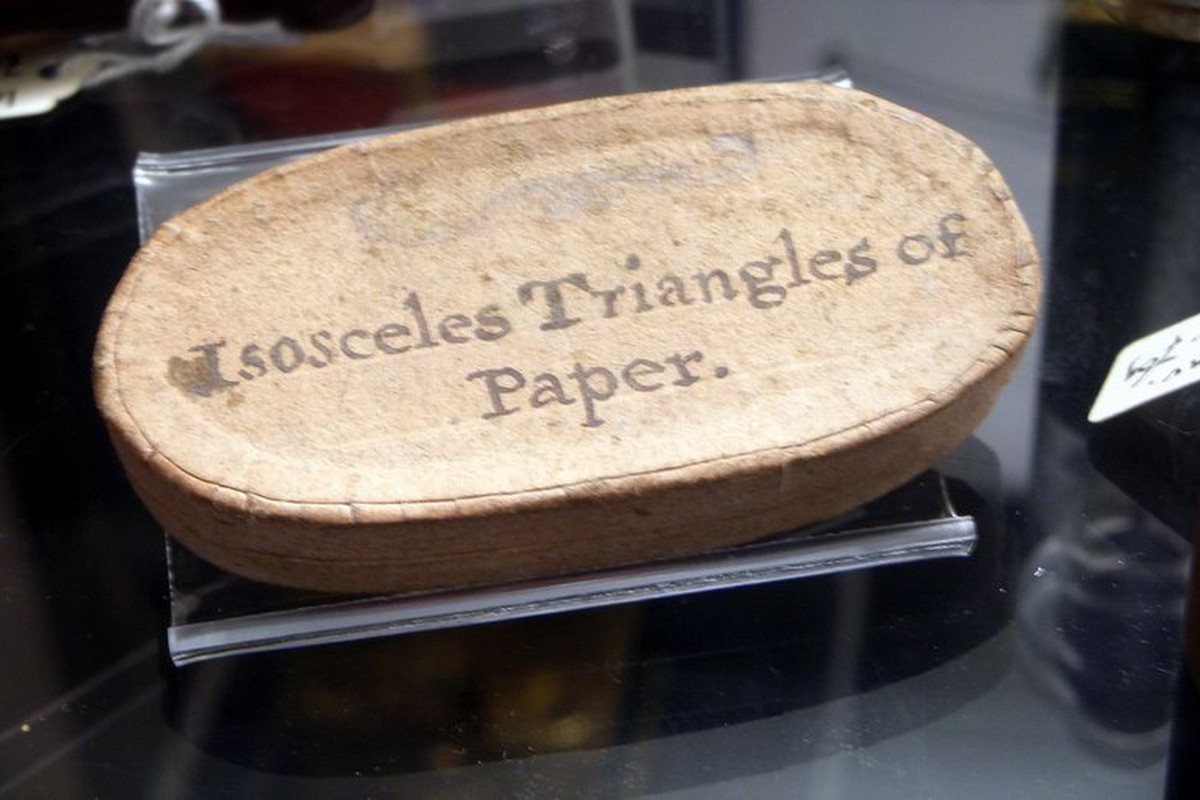 Isosceles Triangles of
Paper.